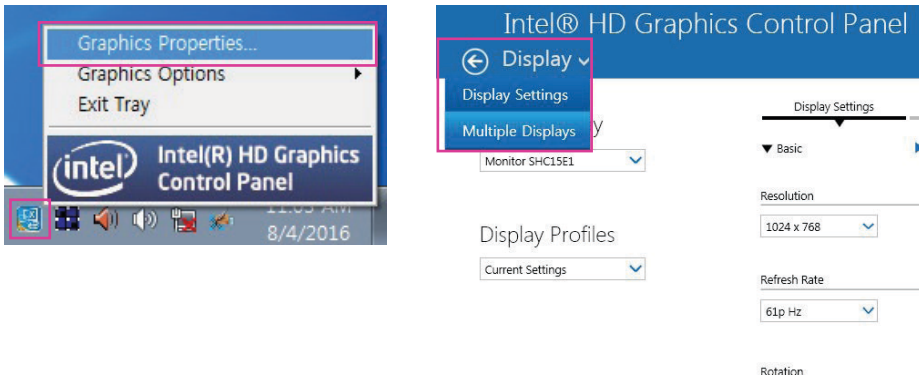 Graphics Properties...
Graphics Options
Exit Tray
intel
Intel(R) HD Graphics
Control Panel
8/4/2016
Intel® HD Graphics Control Panel
Display
Display Settings
Multiple Displays
y
Monitor SHC15E1
Display Profiles
Current Settings
Display Settings
Basic
Resolution
1024 x 768
Refresh Rate
61p Hz
Rotation